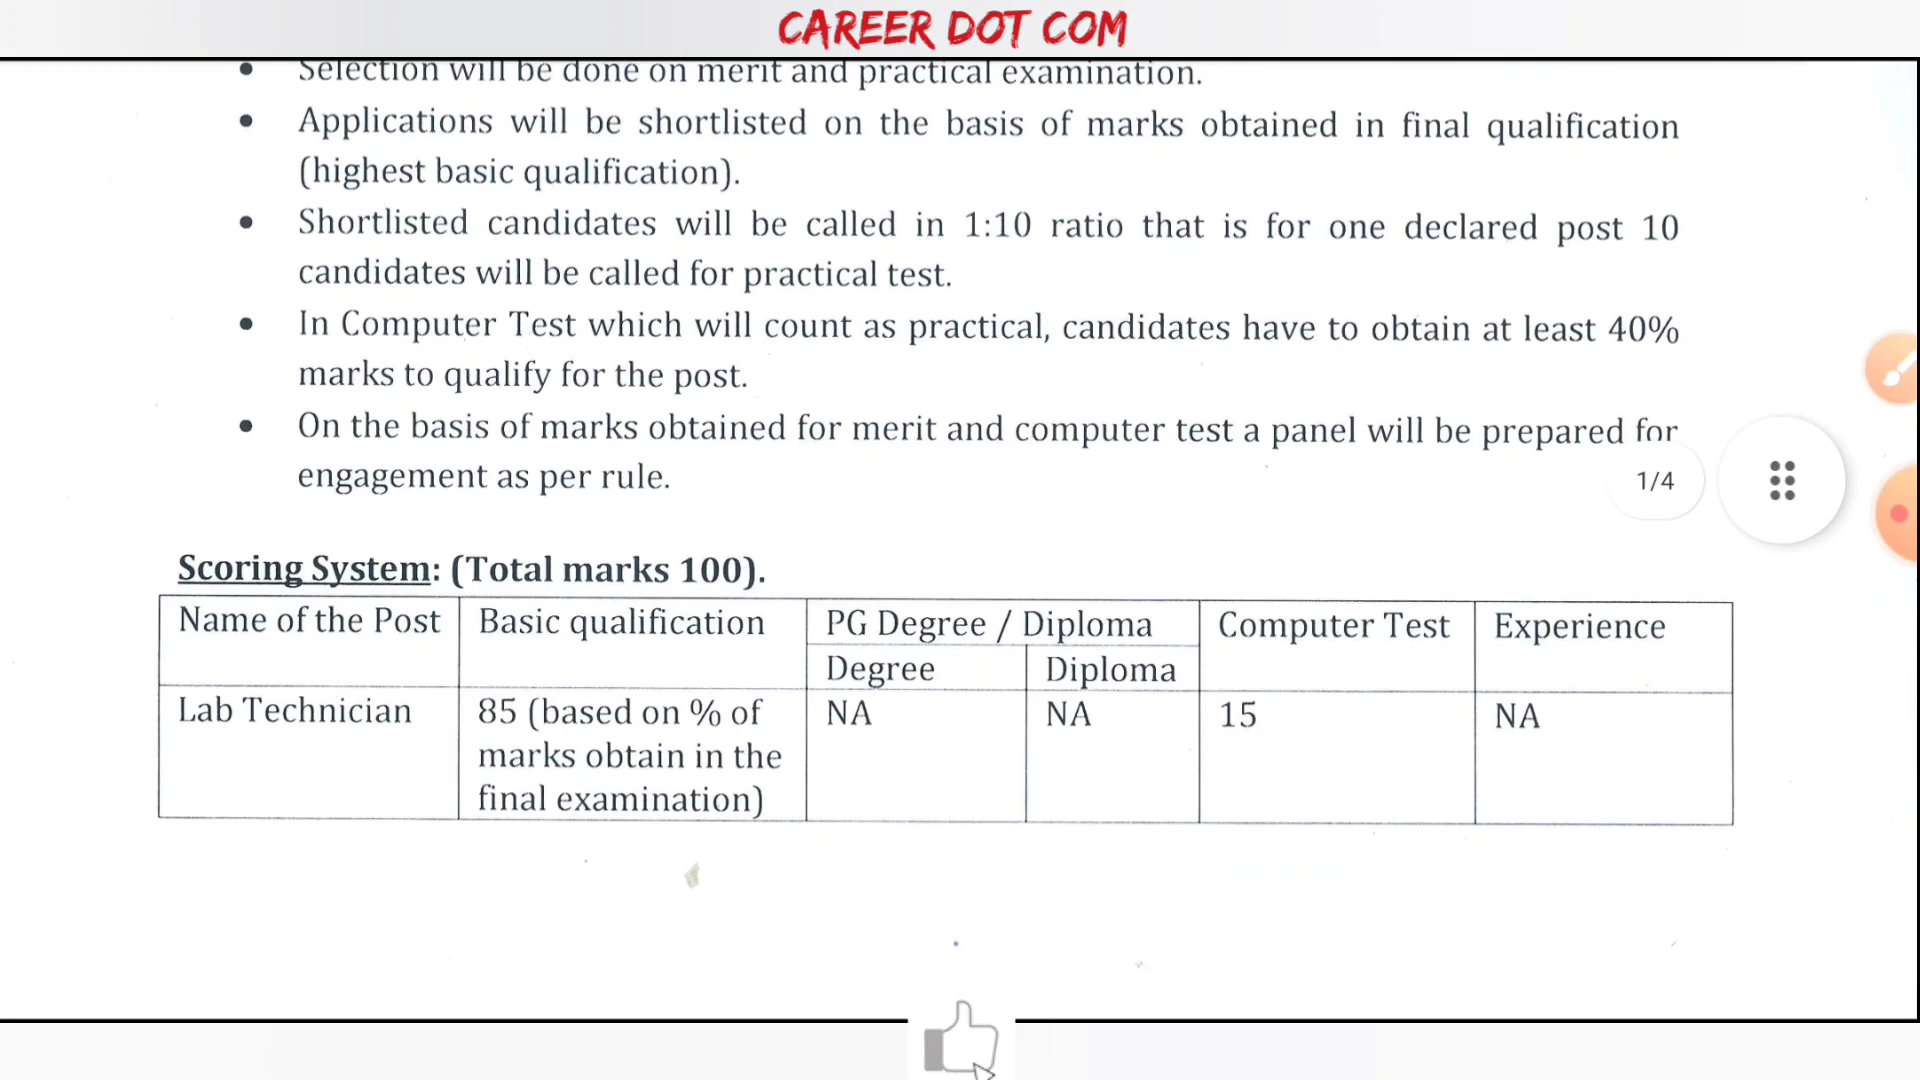 CAREER DOT COM
Selection will be done on merit and practical examination.
Applications will be shortlisted on the basis of marks obtained in final qualification
(highest basic qualification).
Shortlisted candidates will be called in 1:10 ratio that is for one declared post 10
candidates will be called for practical test.
In Computer Test which will count as practical, candidates have to obtain at least 40%
marks to qualify for the post.
On the basis of marks obtained for merit and computer test a panel will be prepared for
engagement as per rule.
1/4
Scoring System: (Total marks 100).
Name of the Post Basic qualification PG Degree / Diploma Computer Test Experience
Degree Diploma
Lab Technician 85 (based on % of NA NA 15 NA
marks obtain in the
final examination)